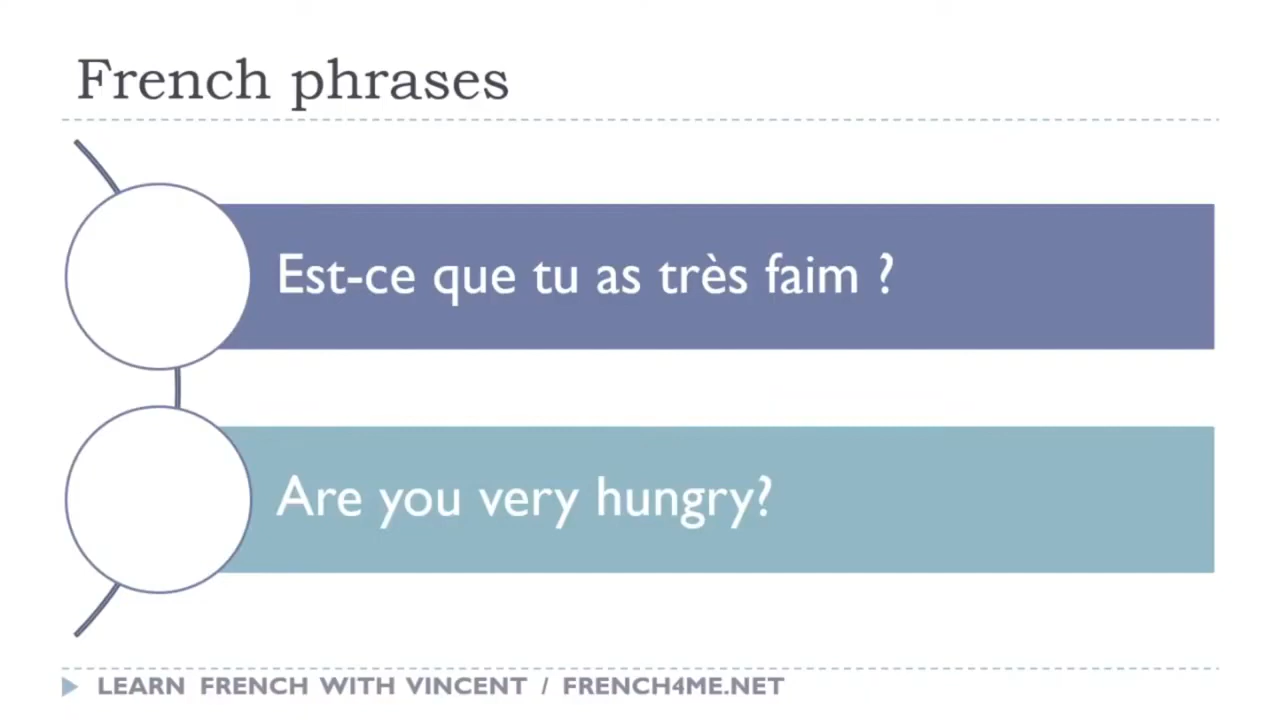 French phrases
Est-ce que tu as très faim ?
Are you very hungry?
LEARN FRENCH WITH VINCENT / FRENCH4ME.NET